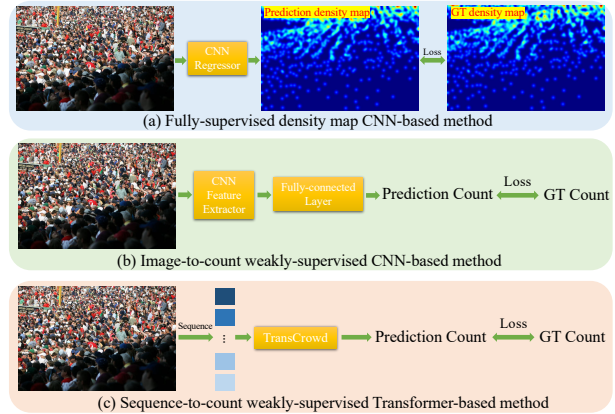 Prediction density map
GT density map
CNN
Regressor
Loss
(a) Fully-supervised density map CNN-based method
CNN
Feature
Extractor
Fully-connected
Layer
Prediction Count
Loss
GT Count
(b) Image-to-count weakly-supervised CNN-based method
Sequence
TransCrowd
Prediction Count
Loss
GT Count
(c) Sequence-to-count weakly-supervised Transformer-based method